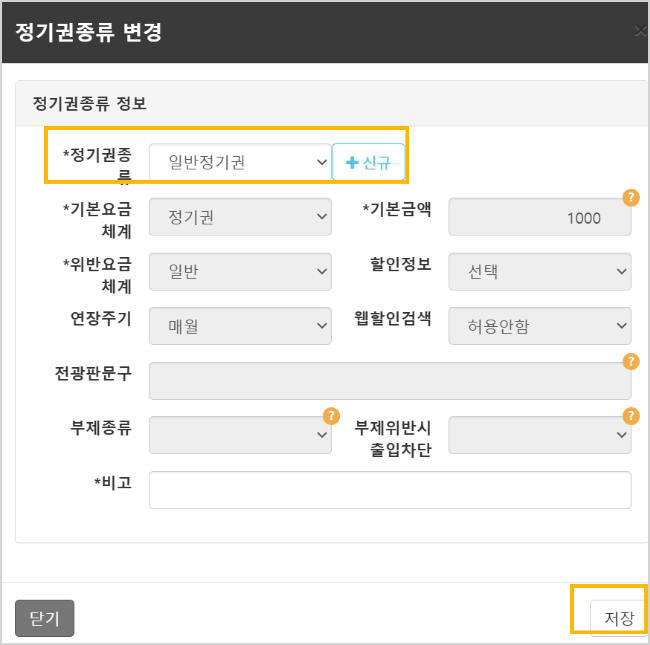 정기권종류 변경 ×
정기권종류 정보
*정기권종
류
일반정기권
+ 신규
*기본요금
체계
정기권
*기본금액
1000
?
*위반요금
체계
일반
할인정보
선택
연장주기
매월
웹할인검색
허용안함
전광판문구
?
부제종류
?
부제위반시
출입차단
?
*비고
닫기
저장